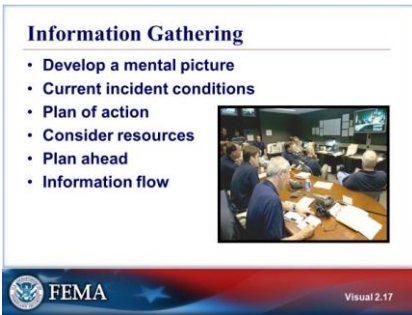 Information Gathering
• Develop a mental picture
• Current incident conditions
• Plan of action
• Consider resources
• Plan ahead
• Information flow
FEMA
Visual 2.17